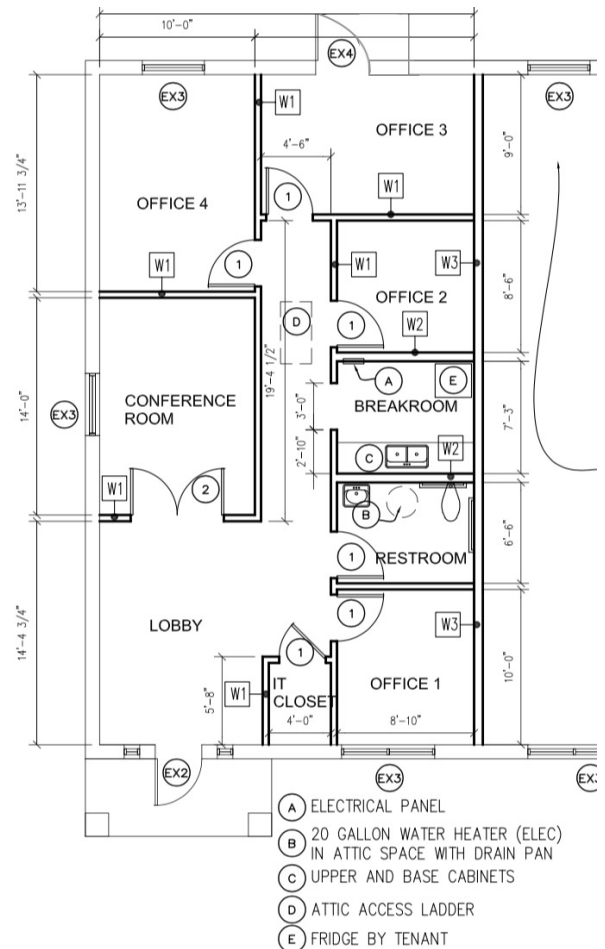 10'-0"
EX4
EX3
W1
W1
EX3
4'-6"
OFFICE 3
9'-0"
13'-11 3/4"
OFFICE 4
1
W1
1
W1
W1
W3
OFFICE 2
8'-6"
D
1
W2
19'-4 1/2"
A
E
3'-0"
BREAKROOM
EX3
14'-0"
CONFERENCE
ROOM
7'-3"
2'-10"
C
W2
W1
2
B
RESTROOM
6'-6"
1
1
LOBBY
W3
14'-4 3/4"
1
W1
5'-8"
IT
CLOSET
OFFICE 1
10'-0"
4'-0"
8'-10"
EX2
EX3
EX3
A ELECTRICAL PANEL
B 20 GALLON WATER HEATER (ELEC)
IN ATTIC SPACE WITH DRAIN PAN
C UPPER AND BASE CABINETS
D ATTIC ACCESS LADDER
E FRIDGE BY TENANT